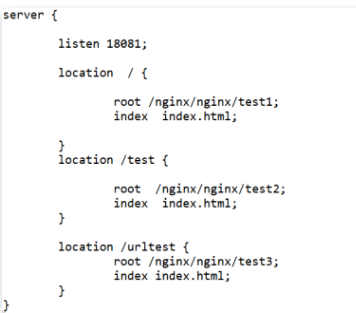 server {
listen 18081;
location  / {
root /nginx/nginx/test1;
index  index.html;
}
location /test {
root  /nginx/nginx/test2;
index  index.html;
}
location /urltest {
root /nginx/nginx/test3;
index index.html;
}
}